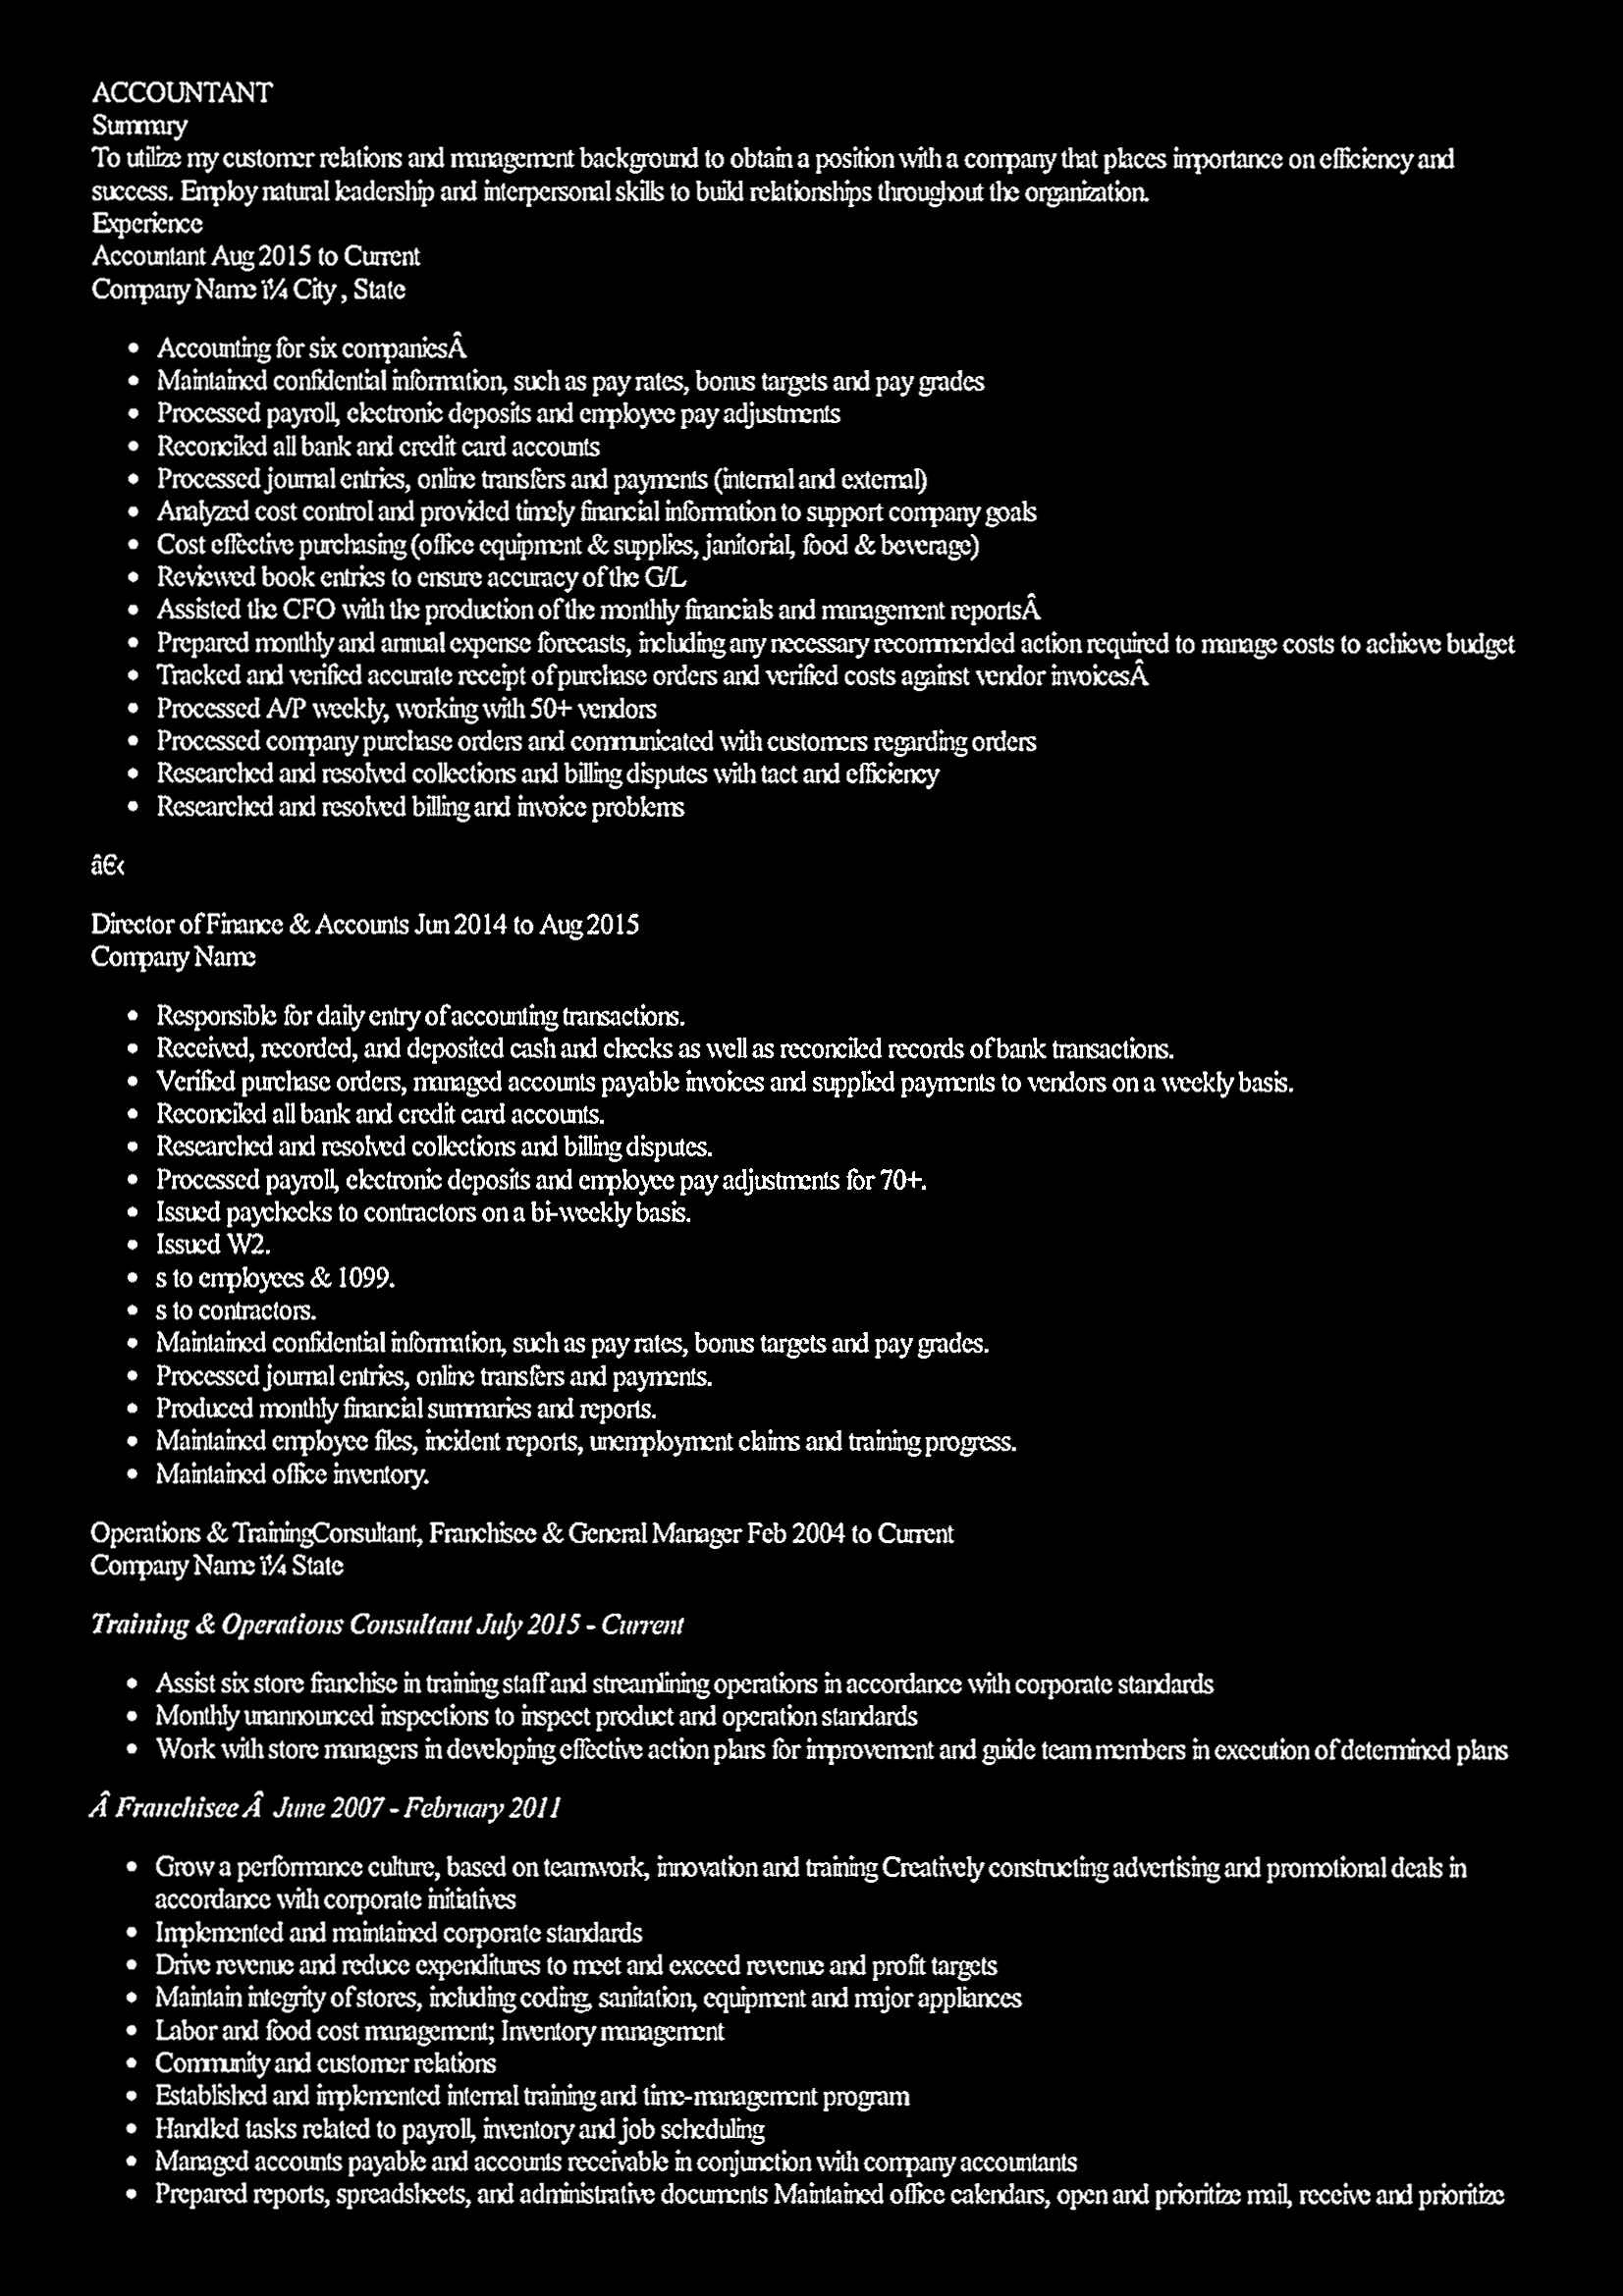 ACCOUNTANT
Summary
To utilize my customer relations and management background to obtain a position with a company that places importance on efficiency and
success. Employ natural leadership and interpersonal skills to build relationships throughout the organization.
Experience
Accountant Aug 2015 to Current
Company Name ï¼ City , State
• Accounting for six companiesÂ
• Maintained confidential information, such as pay rates, bonus targets and pay grades
• Processed payroll, electronic deposits and employee pay adjustments
• Reconciled all bank and credit card accounts
• Processed journal entries, online transfers and payments (internal and external)
• Analyzed cost control and provided timely financial information to support company goals
• Cost effective purchasing (office equipment & supplies, janitorial, food & beverage)
• Reviewed book entries to ensure accuracy of the G/L
• Assisted the CFO with the production of the monthly financials and management reportsÂ
• Prepared monthly and annual expense forecasts, including any necessary recommended action required to manage costs to achieve budget
• Tracked and verified accurate receipt of purchase orders and verified costs against vendor invoicesÂ
• Processed A/P weekly, working with 50+ vendors
• Processed company purchase orders and communicated with customers regarding orders
• Researched and resolved collections and billing disputes with tact and efficiency
• Researched and resolved billing and invoice problems
â€‹
Director of Finance & Accounts Jun 2014 to Aug 2015
Company Name
• Responsible for daily entry of accounting transactions.
• Received, recorded, and deposited cash and checks as well as reconciled records of bank transactions.
• Verified purchase orders, managed accounts payable invoices and supplied payments to vendors on a weekly basis.
• Reconciled all bank and credit card accounts.
• Researched and resolved collections and billing disputes.
• Processed payroll, electronic deposits and employee pay adjustments for 70+.
• Issued paychecks to contractors on a bi-weekly basis.
• Issued W2.
• s to employees & 1099.
• s to contractors.
• Maintained confidential information, such as pay rates, bonus targets and pay grades.
• Processed journal entries, online transfers and payments.
• Produced monthly financial summaries and reports.
• Maintained employee files, incident reports, unemployment claims and training progress.
• Maintained office inventory.
Operations & TrainingConsultant, Franchisee & General Manager Feb 2004 to Current
Company Name ï¼ State
Training & Operations Consultant July 2015 - Current
• Assist six store franchise in training staff and streamlining operations in accordance with corporate standards
• Monthly unannounced inspections to inspect product and operation standards
• Work with store managers in developing effective action plans for improvement and guide team members in execution of determined plans
Â Franchisee Â June 2007 - February 2011
• Grow a performance culture, based on teamwork, innovation and training Creatively constructing advertising and promotional deals in
accordance with corporate initiatives
• Implemented and maintained corporate standards
• Drive revenue and reduce expenditures to meet and exceed revenue and profit targets
• Maintain integrity of stores, including coding, sanitation, equipment and major appliances
• Labor and food cost management; Inventory management
• Community and customer relations
• Established and implemented internal training and time-management program
• Handled tasks related to payroll, inventory and job scheduling
• Managed accounts payable and accounts receivable in conjunction with company accountants
• Prepared reports, spreadsheets, and administrative documents Maintained office calendars, open and prioritize mail, receive and prioritize